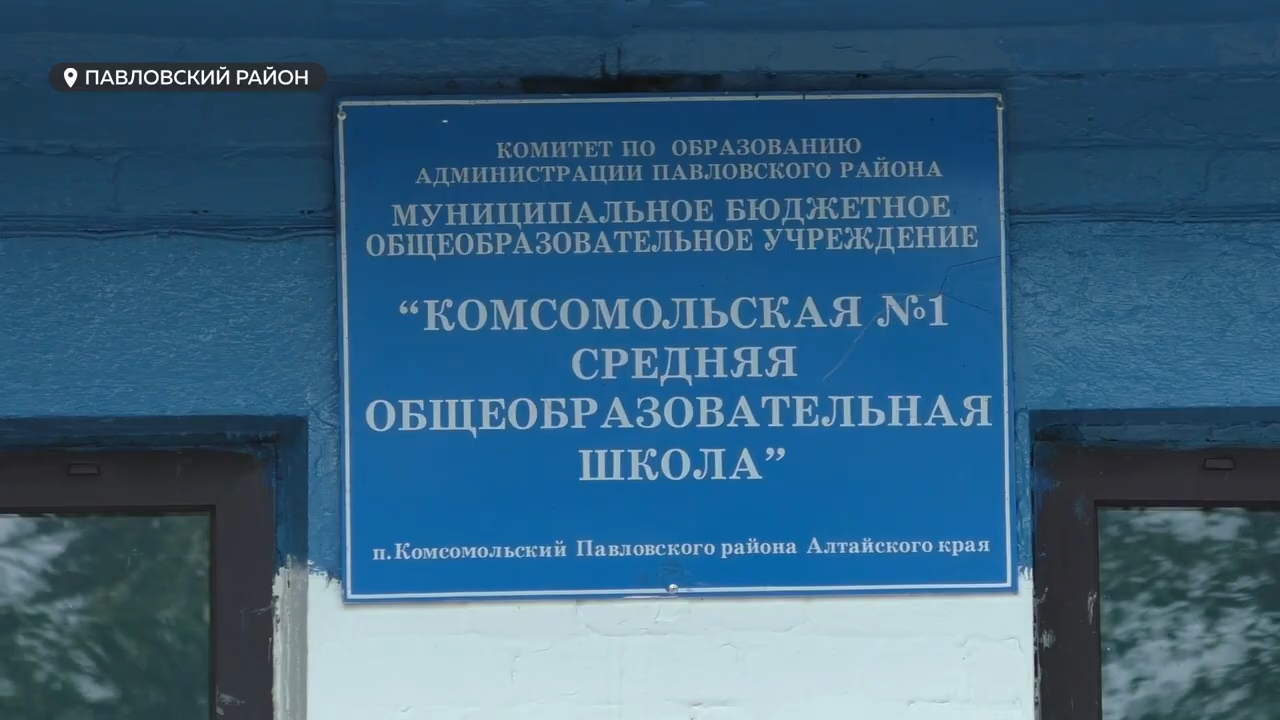 ПАВЛОВСКИЙ РАЙОН
КОМИТЕТ ПО ОБРАЗОВАНИЮ
АДМИНИСТРАЦИИ ПАВЛОВСКОГО РАЙОНА
МУНИЦИПАЛЬНОЕ БЮДЖЕТНОЕ
ОБЩЕОБРАЗОВАТЕЛЬНОЕ УЧРЕЖДЕНИЕ
“КОМСОМОЛЬСКАЯ №1
СРЕДНЯЯ
ОБЩЕОБРАЗОВАТЕЛЬНАЯ
ШКОЛА”
п.Комсомольский Павловского района Алтайского края